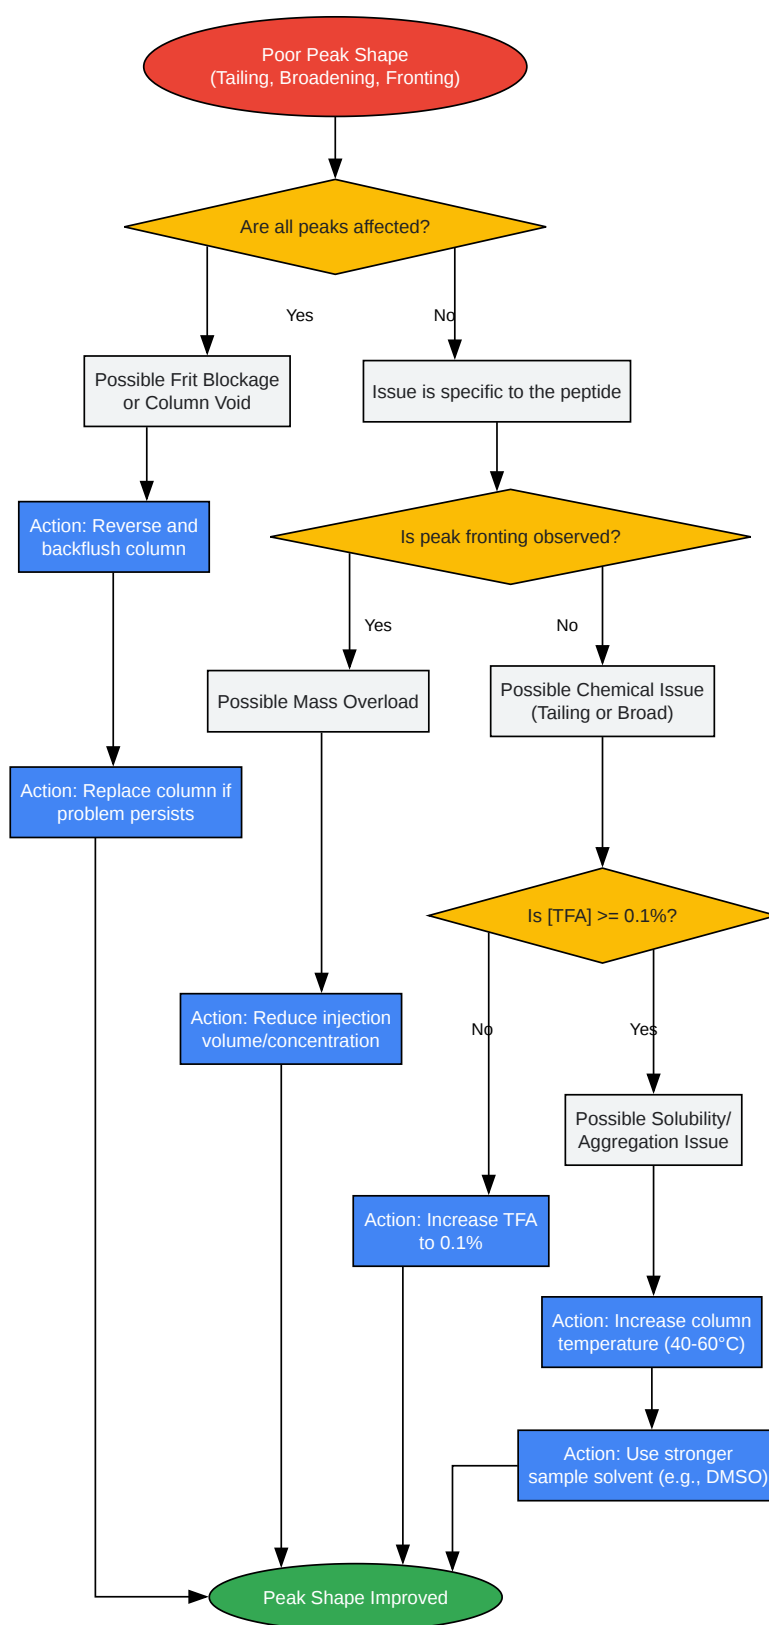 Poor Peak Shape
(Tailing, Broadening, Fronting)
Are all peaks affected?
Yes
No
Possible Frit Blockage
or Column Void
Issue is specific to the peptide
Action: Reverse and
backflush column
Is peak fronting observed?
Yes
No
Possible Mass Overload
Possible Chemical Issue
(Tailing or Broad)
Action: Replace column if
problem persists
Is [TFA] >= 0.1%?
Action: Reduce injection
volume/concentration
No
Yes
Possible Solubility/
Aggregation Issue
Action: Increase TFA
to 0.1%
Action: Increase column
temperature (40-60°C)
Action: Use stronger
sample solvent (e.g., DMSO)
Peak Shape Improved